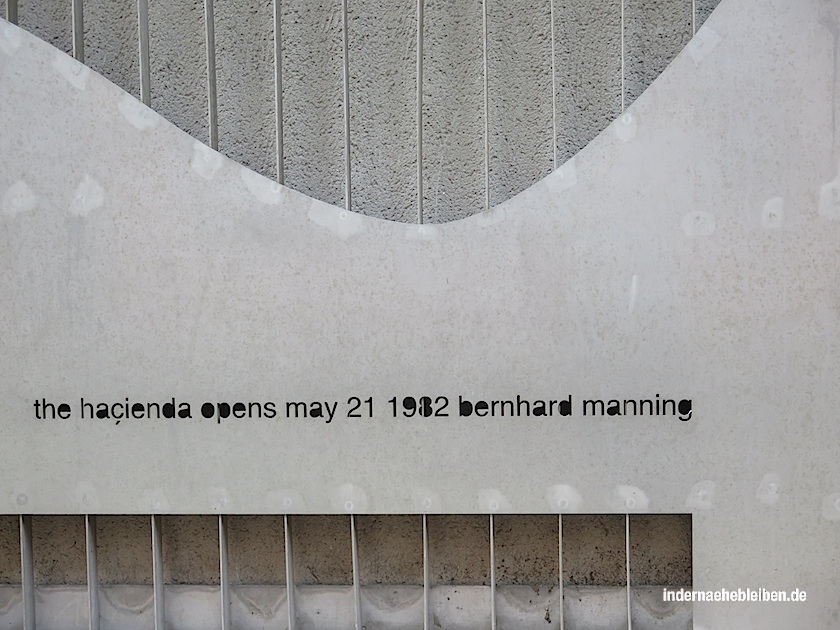 the haçienda opens may 21 1982 bernhard manning
indernaehebleiben.de